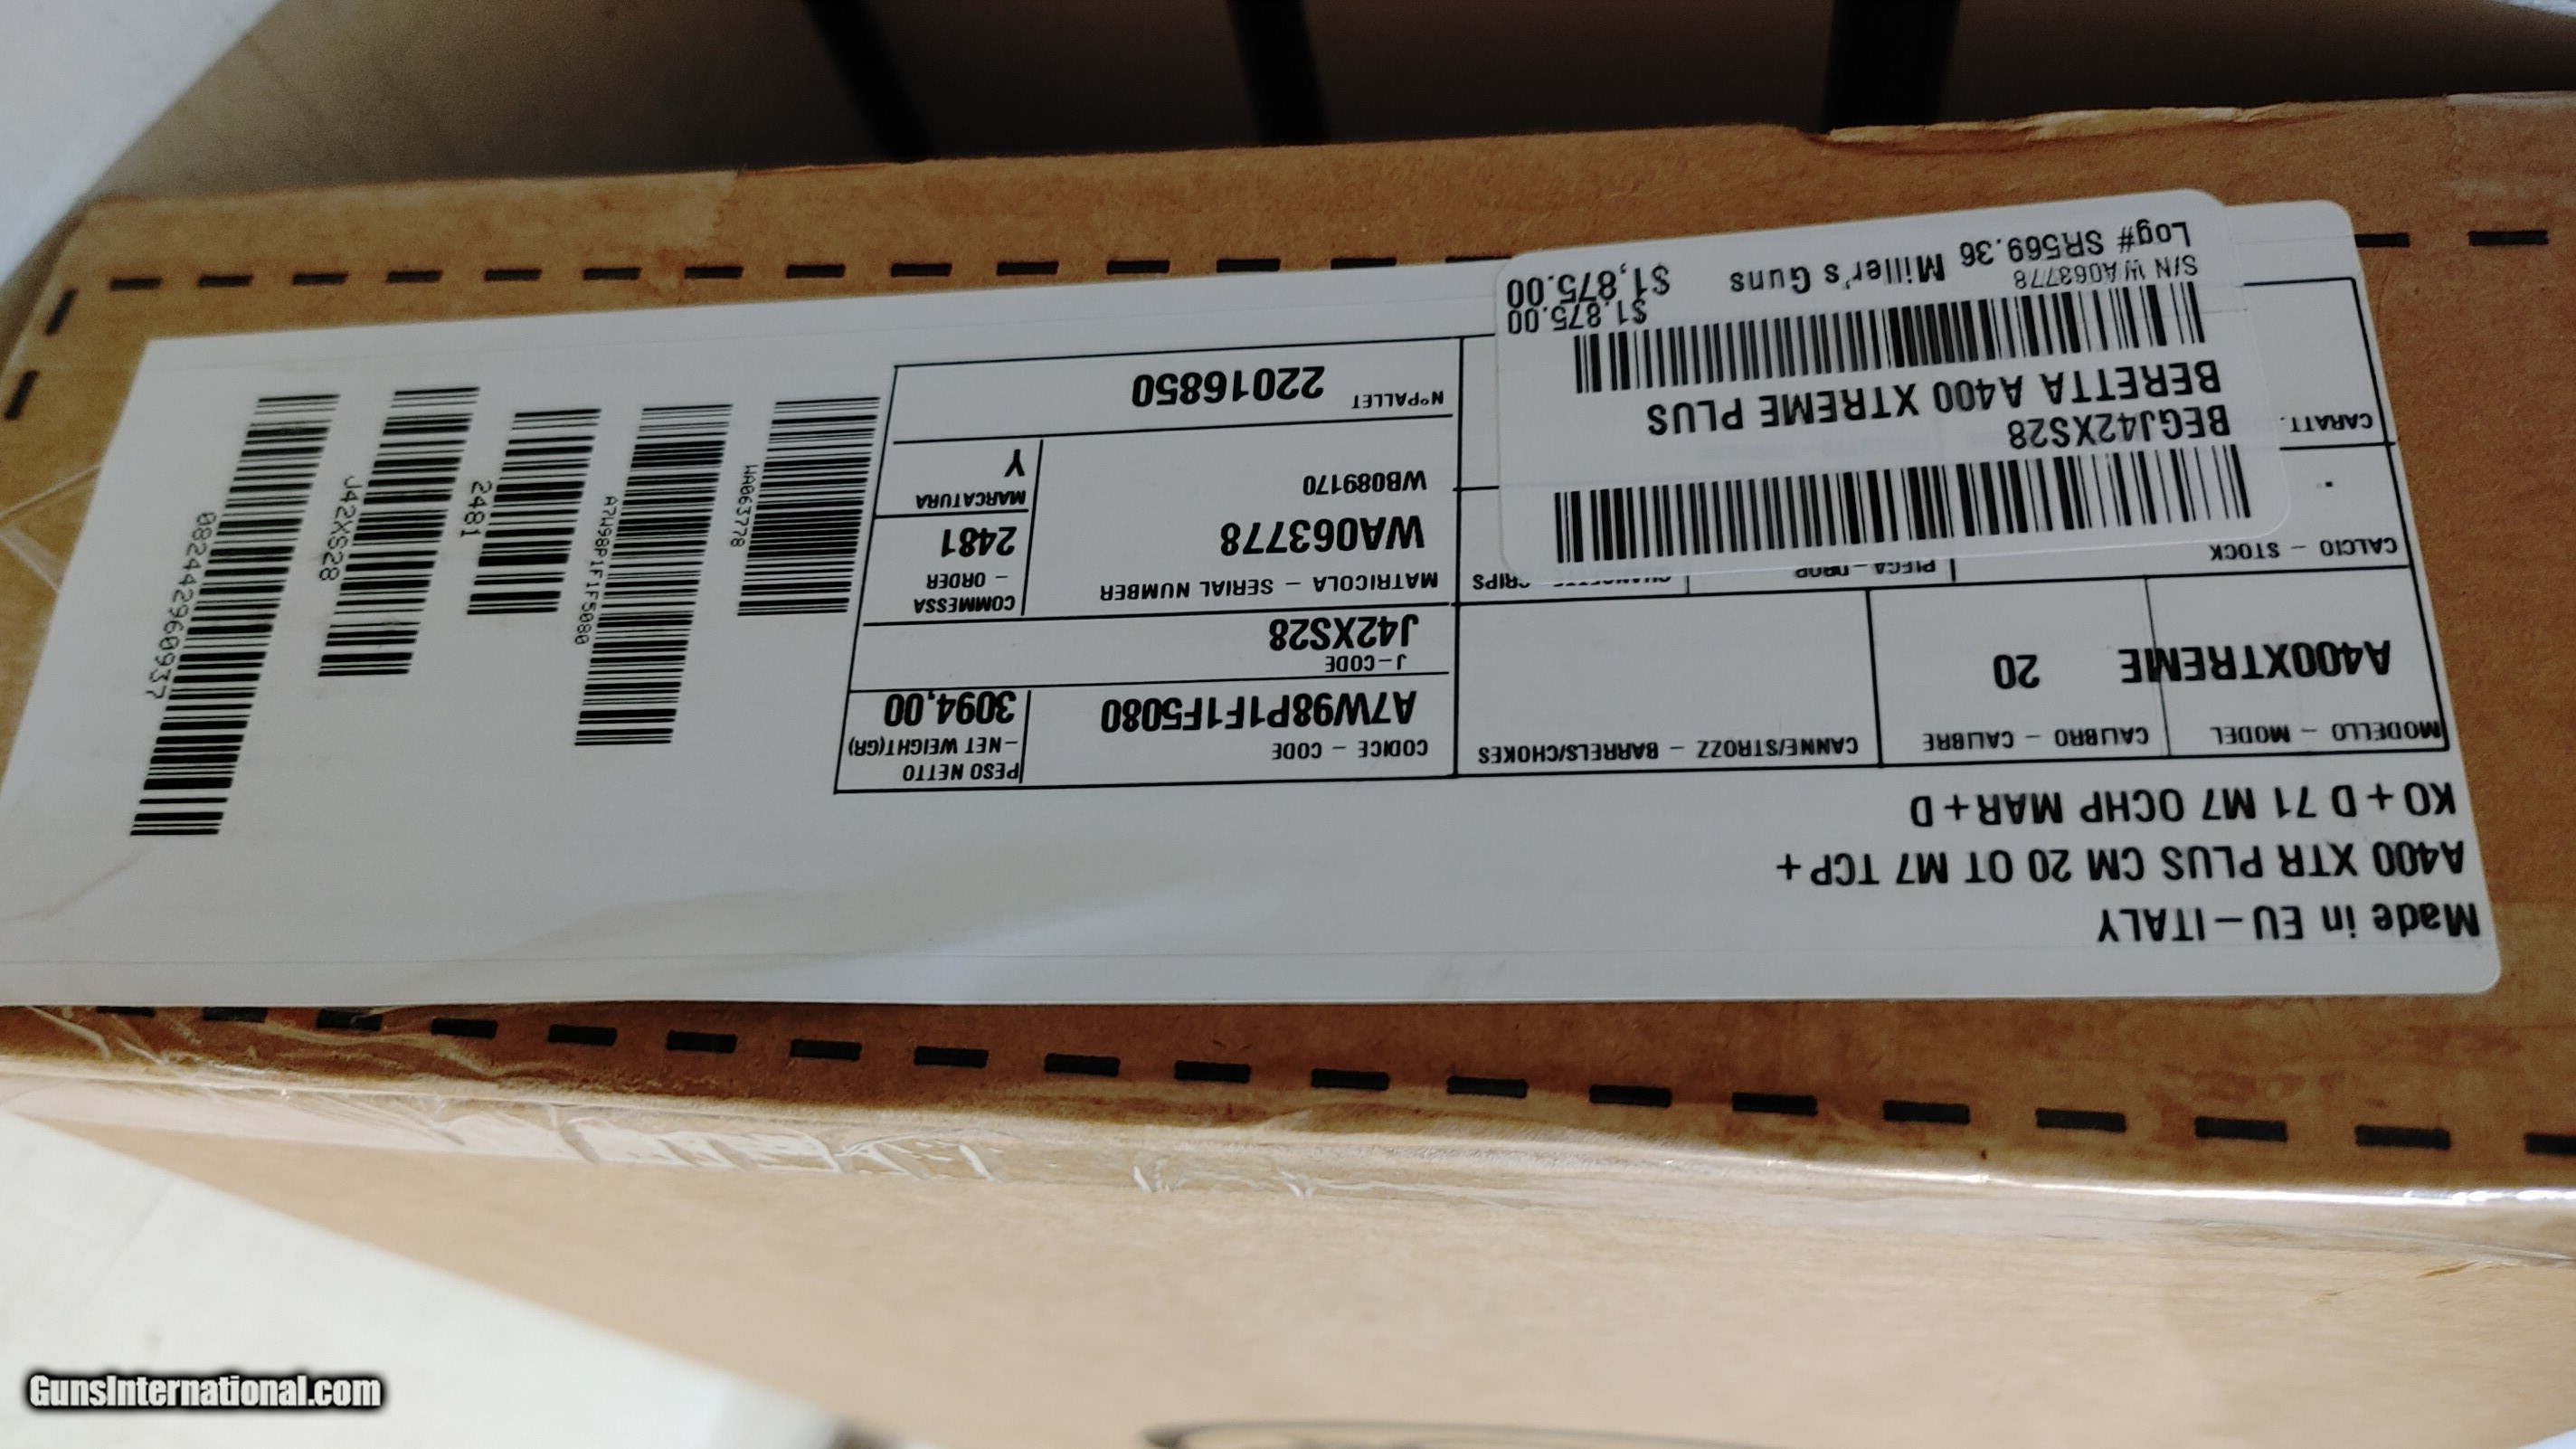 Made in EU-ITALY
A400 XTR PLUS CM 20 OT M7 TCP+
KO+D 71 M7 OCHP MAR+D
MODELLO - MODEL
A400XTREME
CALIBRO - CALIBRE
20
CANNE/STROZZ - BARRELS/CHOKES
CODICE - CODE
A7W98P1F1F5080
PESO NETTO
-NET WEIGHT(GR)
3094,00
J-CODE
J42XS28
CALCIO - STOCK
PIEGA-DROP
GRIPS
MATRICOLA - SERIAL NUMBER
WA063778
WB089170
COMMESSA
- ORDER
2481
MARCATURA
Y
CARATT.
N°PALLET
22016850
BEGJ42XS28
BERETTA A400 XTREME PLUS
$1,875.00
S/N WA063778
Log# SR569.36 Miller's Guns $1,875.00
WA063778
A7W98P1F1F5080
2481
J42XS28
082442960937
GunsInternational.com